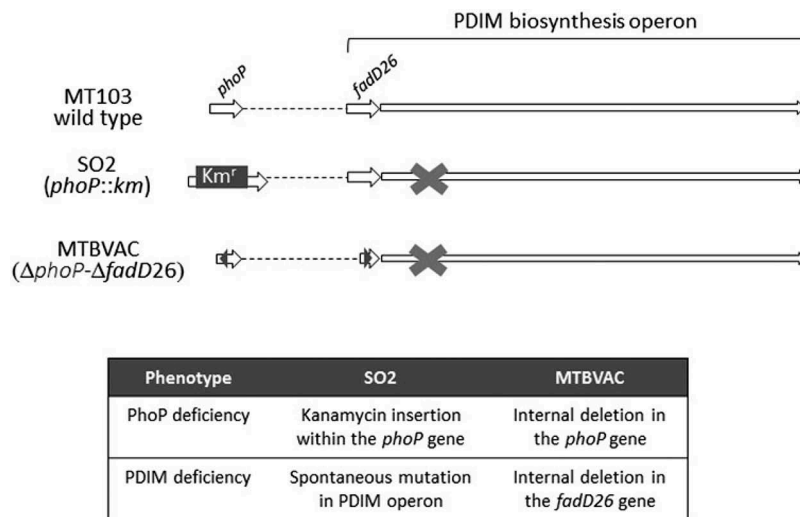 PDIM biosynthesis operon
phoP
fadD26
MT103
wild type
SO2
(phoP::km)
Kmʳ
MTBVAC
(ΔphoP-ΔfadD26)
Phenotype SO2 MTBVAC
PhoP deficiency Kanamycin insertion Internal deletion in
within the phoP gene the phoP gene
PDIM deficiency Spontaneous mutation Internal deletion in
in PDIM operon the fadD26 gene